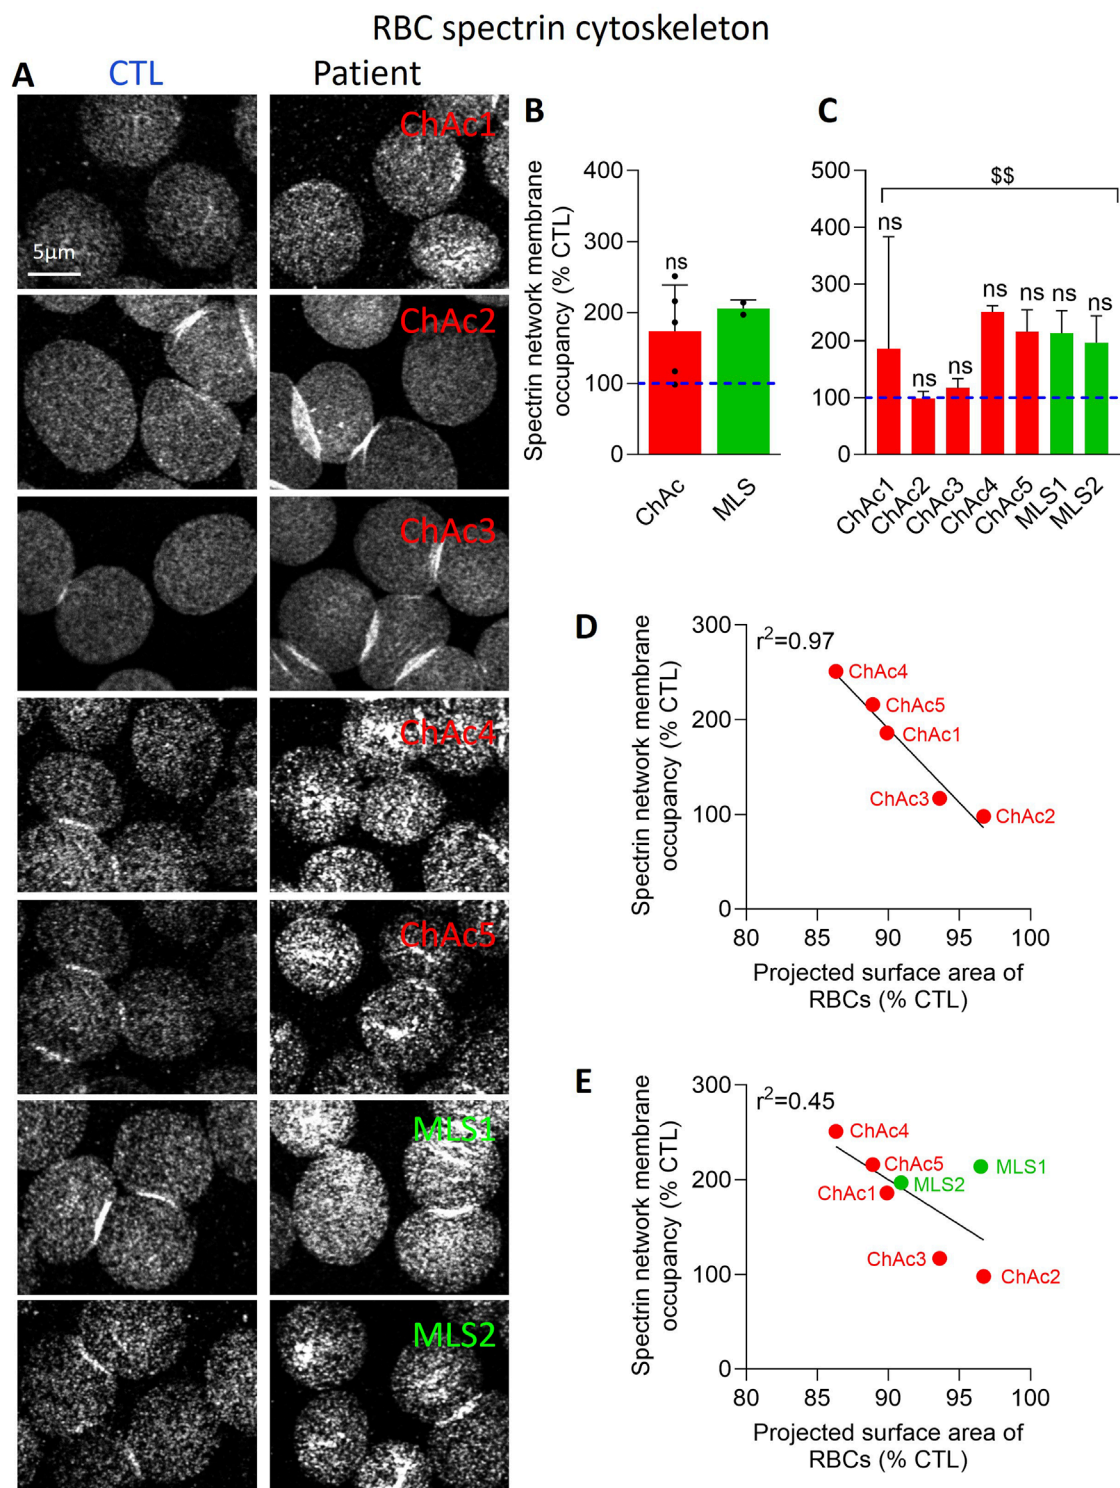 RBC spectrin cytoskeleton
A
CTL
Patient
5µm
ChAc1
ChAc2
ChAc3
ChAc4
ChAc5
MLS1
MLS2
B
Spectrin network membrane
occupancy (% CTL)
400
300
200
100
0
ns
ChAc
MLS
C
500
400
300
200
100
0
$$
ns
ns
ns
ns
ns
ns
ns
ChAc1
ChAc2
ChAc3
ChAc4
ChAc5
MLS1
MLS2
D
Spectrin network membrane
occupancy (% CTL)
300
200
100
0
r²=0.97
ChAc4
ChAc5
ChAc1
ChAc3
ChAc2
80 85 90 95 100
Projected surface area of
RBCs (% CTL)
E
Spectrin network membrane
occupancy (% CTL)
300
200
100
0
r²=0.45
ChAc4
ChAc5
MLS1
MLS2
ChAc1
ChAc3
ChAc2
80 85 90 95 100
Projected surface area of
RBCs (% CTL)